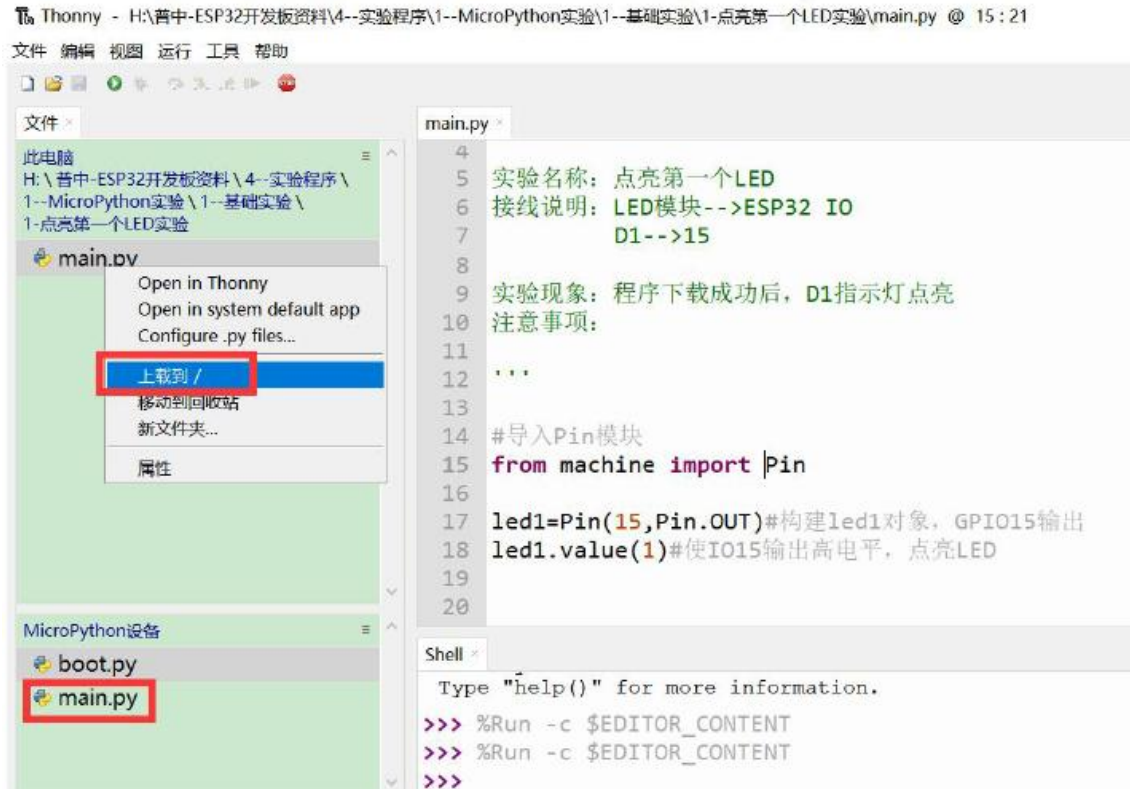 Thonny - H:\普中-ESP32开发板资料\4--实验程序\1--MicroPython实验\1--基础实验\1-点亮第一个LED实验\main.py @ 15:21
文件 编辑 视图 运行 工具 帮助
文件 ×
此电脑
H: \ 普中-ESP32开发板资料 \ 4--实验程序 \
1--MicroPython实验 \ 1--基础实验 \
1-点亮第一个LED实验
main.py
Open in Thonny
Open in system default app
Configure .py files...
上载到 /
移动到回收站
新文件夹...
属性
MicroPython设备
boot.py
main.py
main.py ×
4
5 实验名称：点亮第一个LED
6 接线说明：LED模块-->ESP32 IO
7 D1-->15
8
9 实验现象：程序下载成功后，D1指示灯点亮
10 注意事项：
11
12 '''
13
14 #导入Pin模块
15 from machine import Pin
16
17 led1=Pin(15,Pin.OUT)#构建led1对象，GPIO15输出
18 led1.value(1)#使IO15输出高电平，点亮LED
19
20
Shell ×
Type "help()" for more information.
>>> %Run -c $EDITOR_CONTENT
>>> %Run -c $EDITOR_CONTENT
>>>